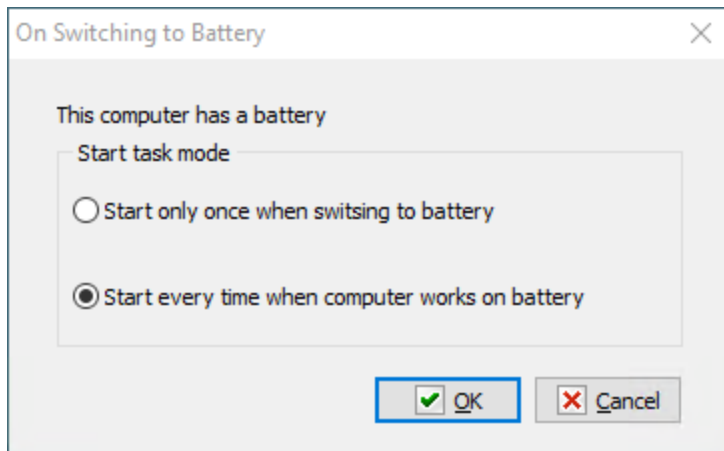 On Switching to Battery
This computer has a battery
Start task mode
Start only once when switsing to battery
Start every time when computer works on battery
OK Cancel